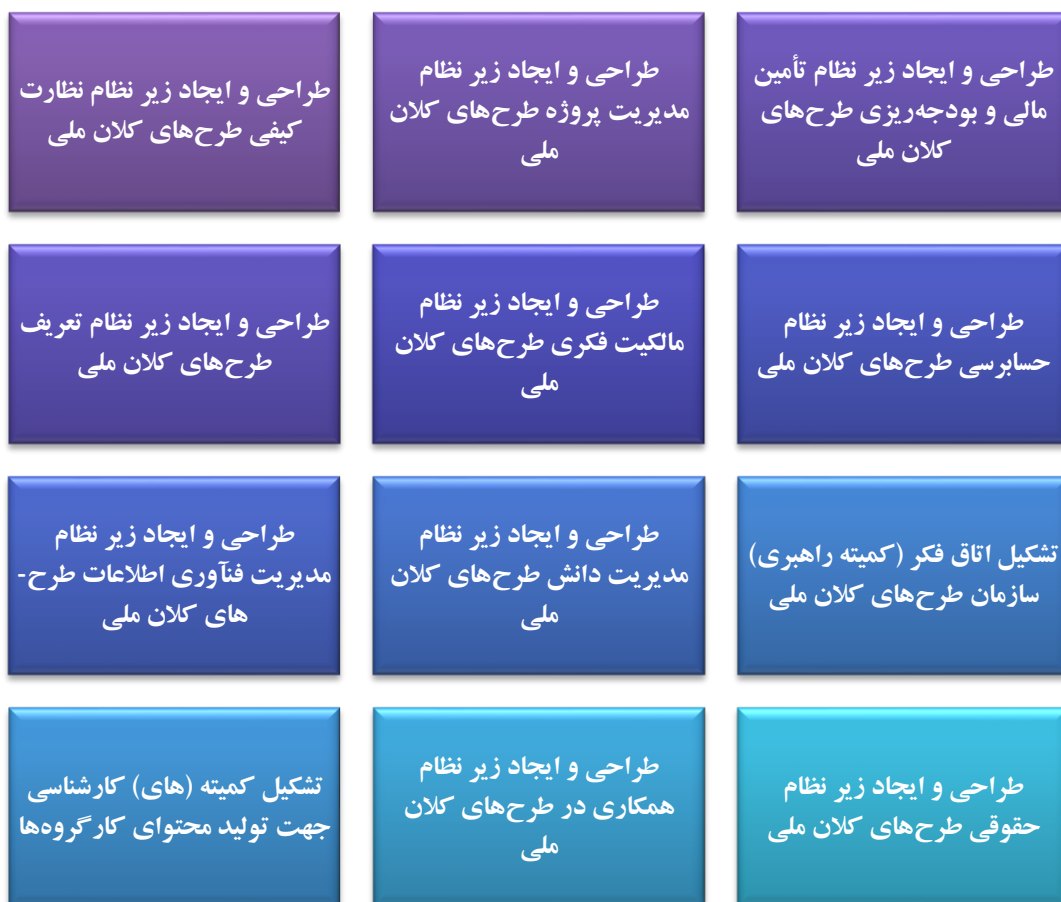 طراحی و ایجاد زیر نظام تأمین
مالی و بودجه‌ریزی طرح‌های
کلان ملی
طراحی و ایجاد زیر نظام
مدیریت پروژه طرح‌های کلان
ملی
طراحی و ایجاد زیر نظام نظارت
کیفی طرح‌های کلان ملی
طراحی و ایجاد زیر نظام
حسابرسی طرح‌های کلان ملی
طراحی و ایجاد زیر نظام
مالکیت فکری طرح‌های کلان
ملی
طراحی و ایجاد زیر نظام تعریف
طرح‌های کلان ملی
تشکیل اتاق فکر (کمیته راهبری)
سازمان طرح‌های کلان ملی
طراحی و ایجاد زیر نظام
مدیریت دانش طرح‌های کلان
ملی
طراحی و ایجاد زیر نظام
مدیریت فنآوری اطلاعات طرح-
های کلان ملی
طراحی و ایجاد زیر نظام
حقوقی طرح‌های کلان ملی
طراحی و ایجاد زیر نظام
همکاری در طرح‌های کلان
ملی
تشکیل کمیته (های) کارشناسی
جهت تولید محتوای کارگروه‌ها